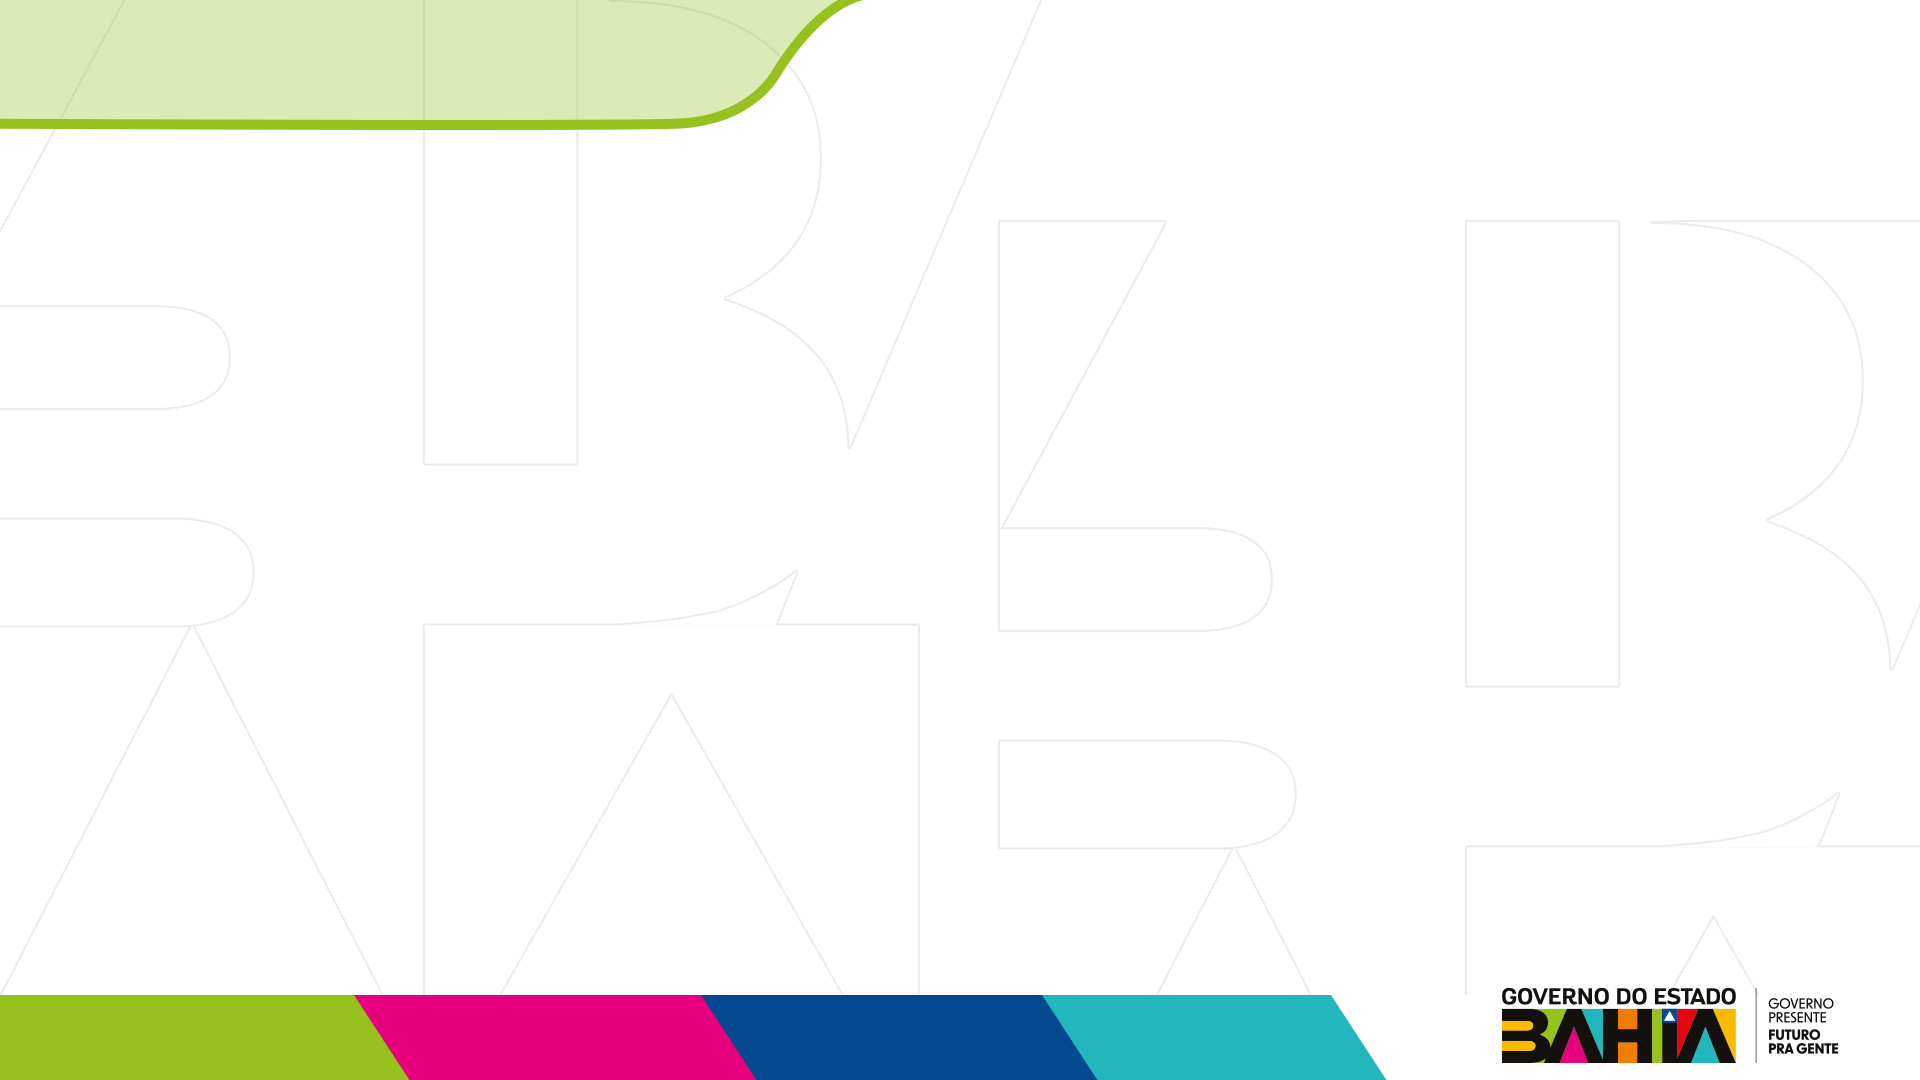 GOVERNO DO ESTADO
BAHIA
GOVERNO
PRESENTE
FUTURO
PRA GENTE